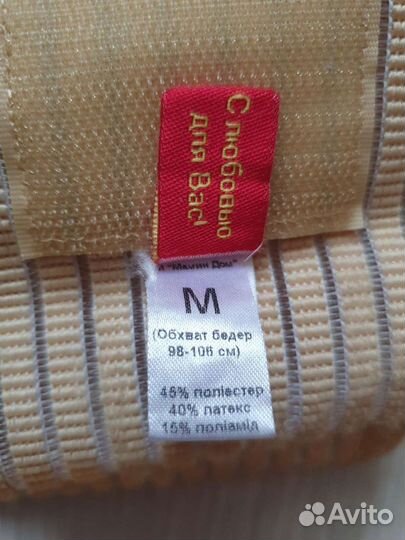 С любовью
для Вас!
"Мамин Дом"
M
(Обхват бедер
98-106 см)
45% поліестер
40% латекс
15% поліамід
Avito